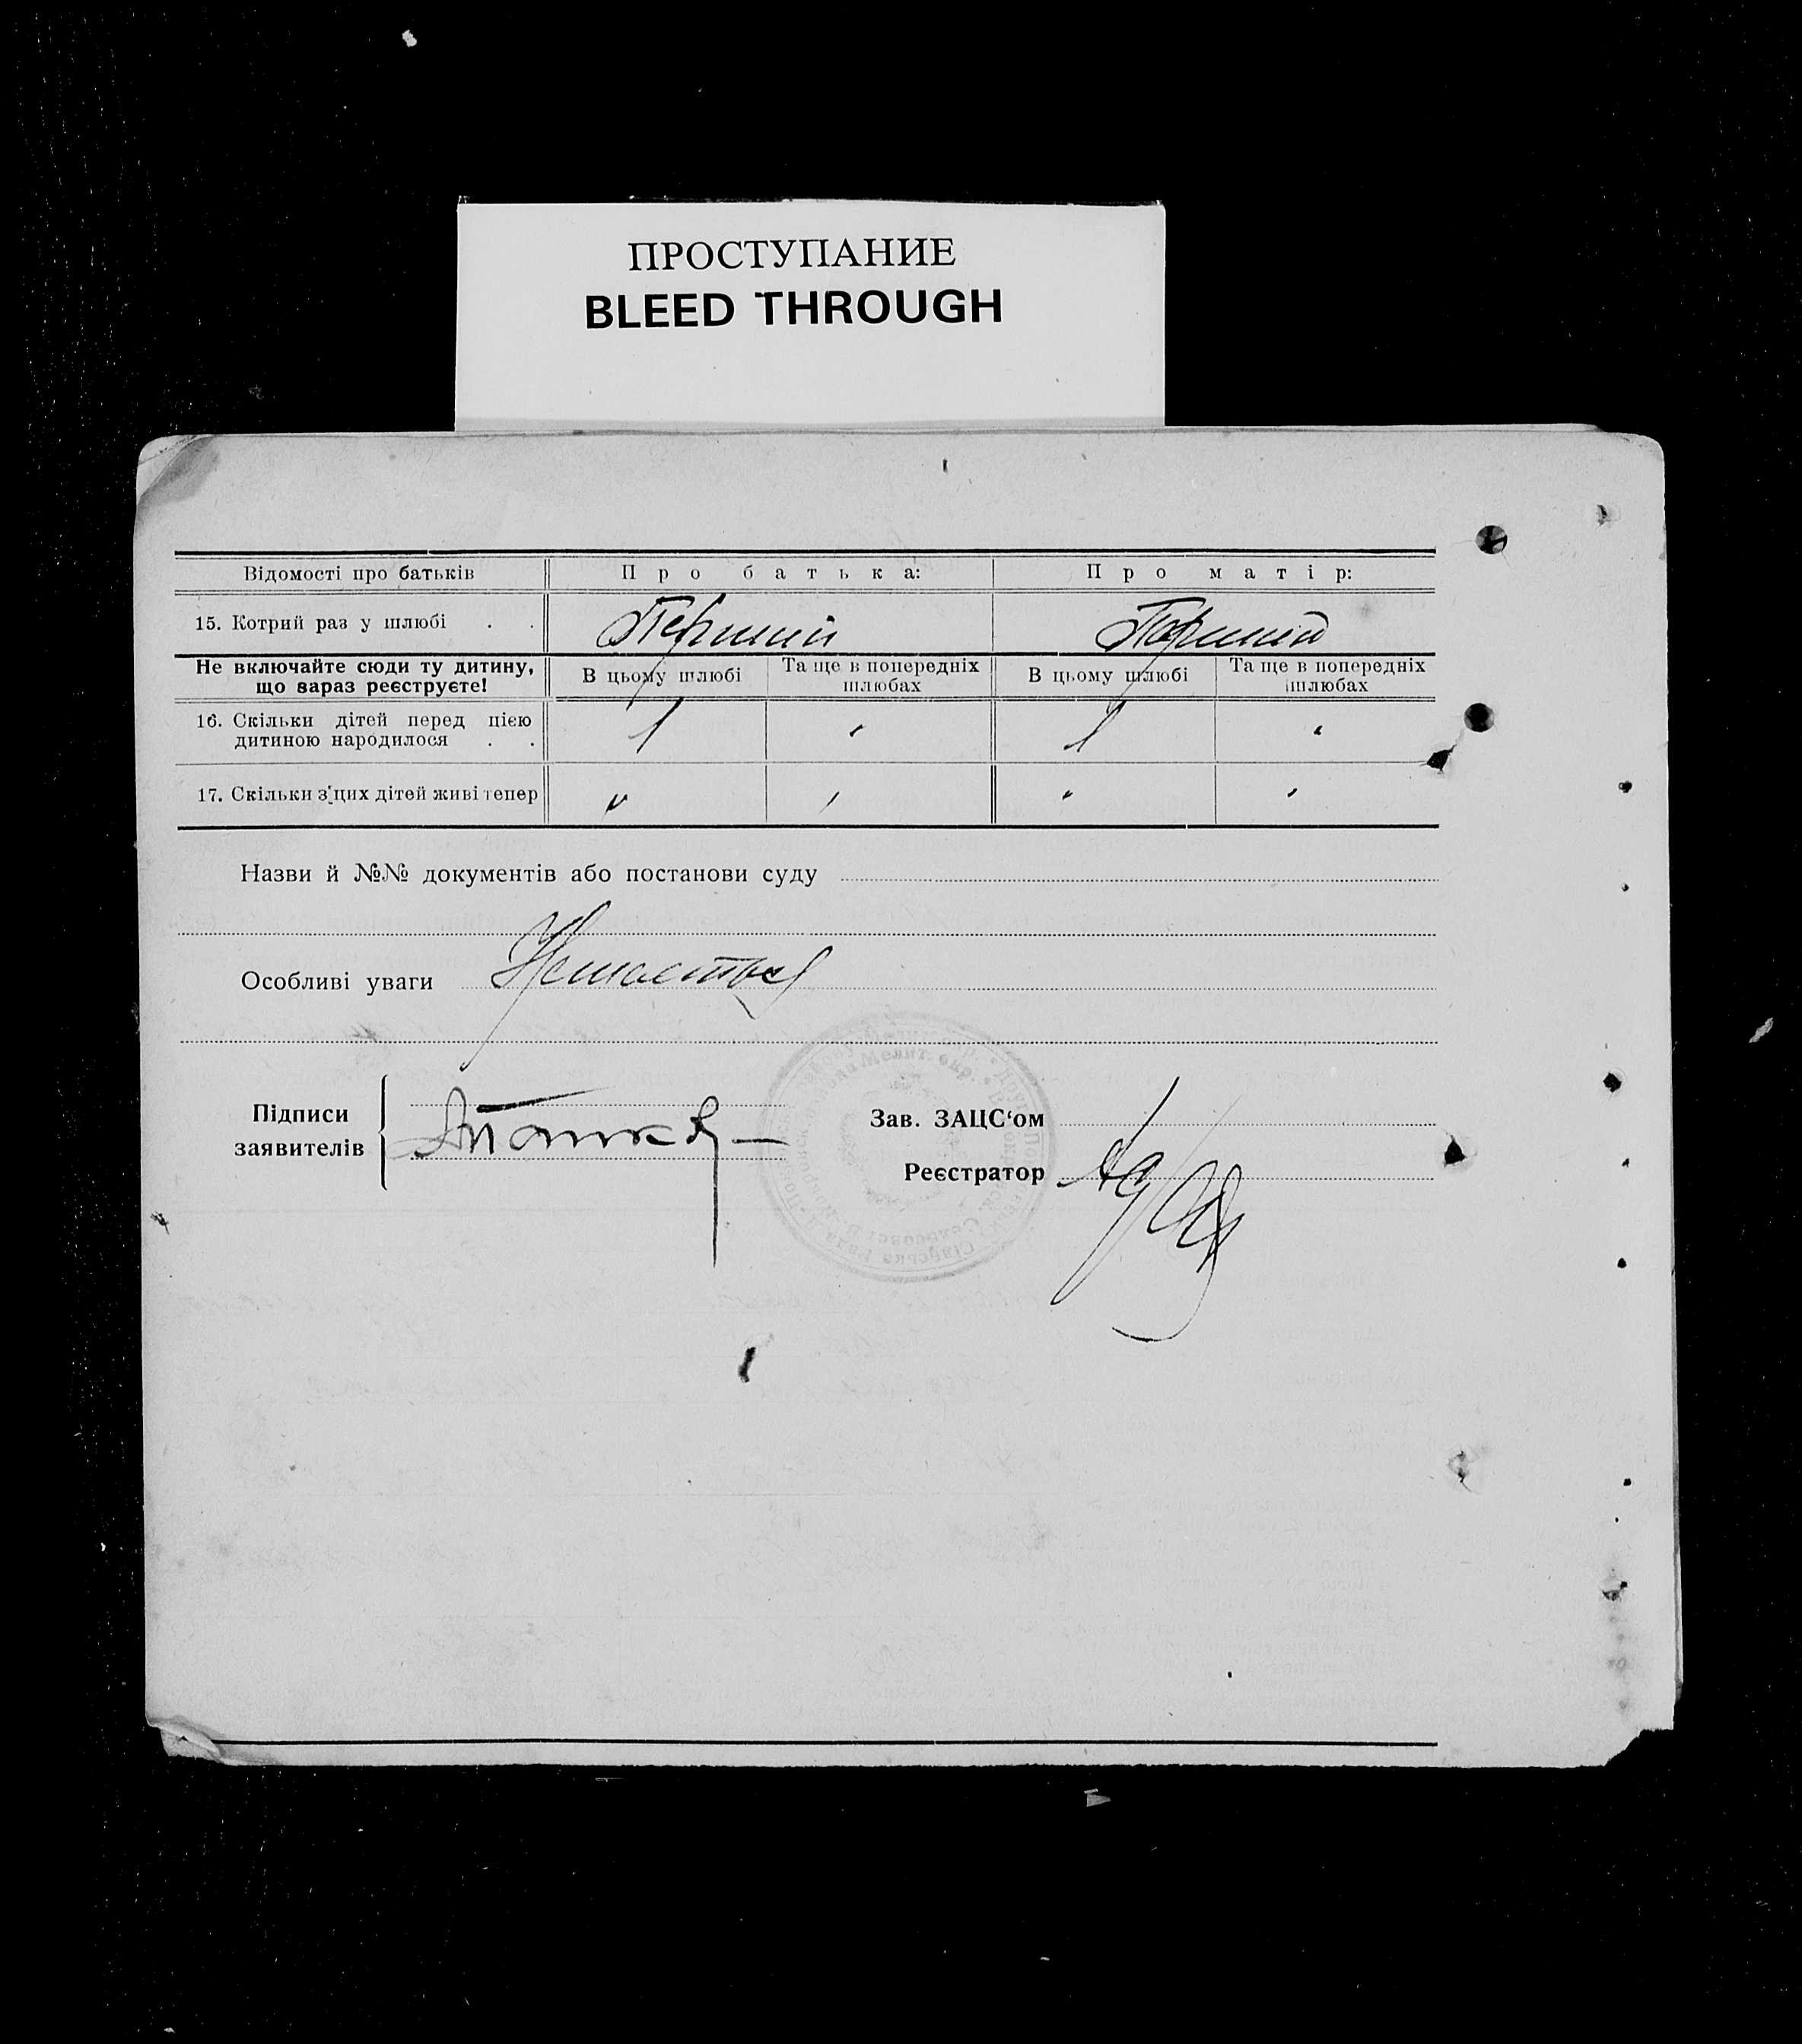 ПРОСТУПАНИЕ
BLEED THROUGH
Відомості про батьків Про батька: Про матір:
15. Котрий раз у шлюбі . . Перший Перший
Не включайте сюди ту дитину, що зараз реєструєте! В цьому шлюбі Та ще в попередніх шлюбах В цьому шлюбі Та ще в попередніх шлюбах
16. Скільки дітей перед цією
дитиною народилося . . 1 1
17. Скільки з цих дітей живі тепер
Назви й №№ документів або постанови суду
Особливі уваги
Підписи
заявителів
Зав. ЗАЦС‘ом
Реєстратор